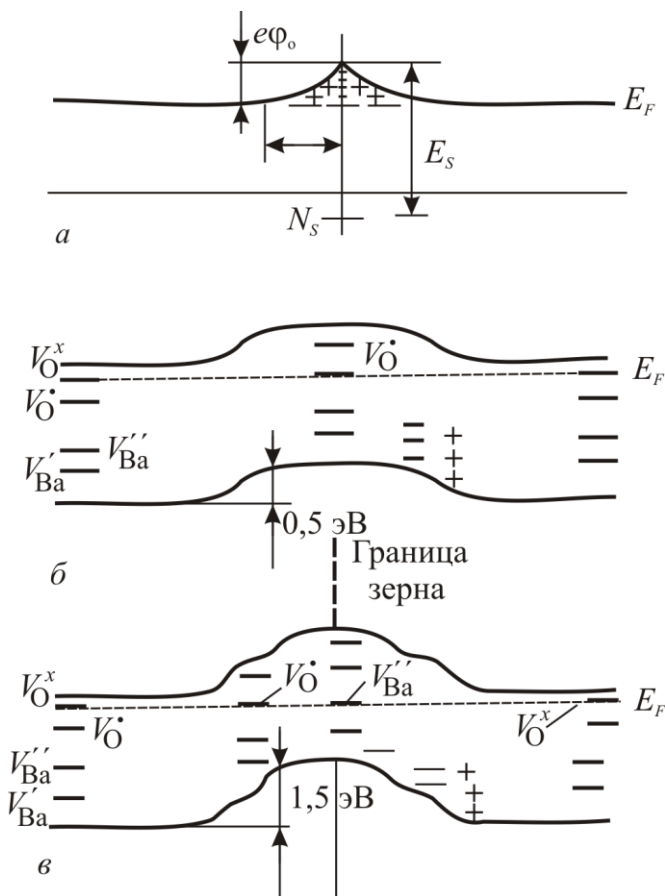 eφₒ
E_F
E_S
N_S
а
V_O^x
V_O^•
E_F
V_O^•
V_Ba^′′
V_Ba^′
0,5 эВ
б
Граница
зерна
V_O^x
V_O^•
V_Ba^′′
E_F
V_O^•
V_O^x
V_Ba^′′
V_Ba^′
1,5 эВ
в